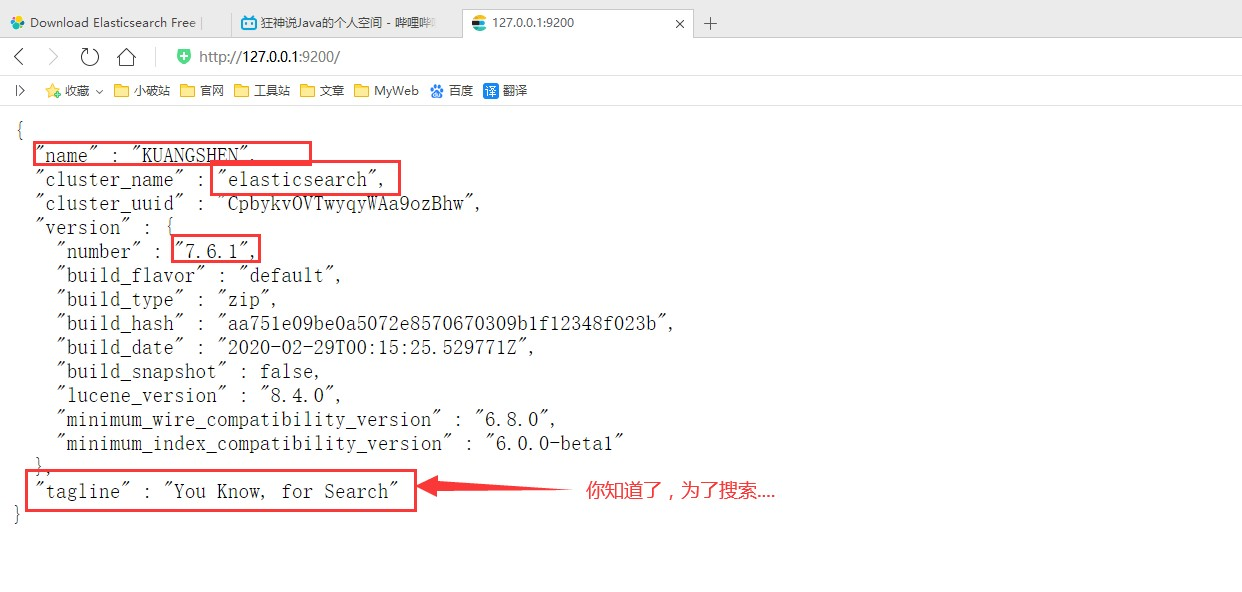 Download Elasticsearch Free
狂神说Java的个人空间 - 哔哩哔
127.0.0.1:9200
http://127.0.0.1:9200/
收藏 小破站 官网 工具站 文章 MyWeb 百度 译 翻译
{
"name" : "KUANGSHEN",
"cluster_name" : "elasticsearch",
"cluster_uuid" : "CpbykvOVTwyqyWAa9ozBhw",
"version" : {
"number" : "7.6.1",
"build_flavor" : "default",
"build_type" : "zip",
"build_hash" : "aa751e09be0a5072e8570670309b1f12348f023b",
"build_date" : "2020-02-29T00:15:25.529771Z",
"build_snapshot" : false,
"lucene_version" : "8.4.0",
"minimum_wire_compatibility_version" : "6.8.0",
"minimum_index_compatibility_version" : "6.0.0-beta1"
},
"tagline" : "You Know, for Search"
你知道了，为了搜索....
}